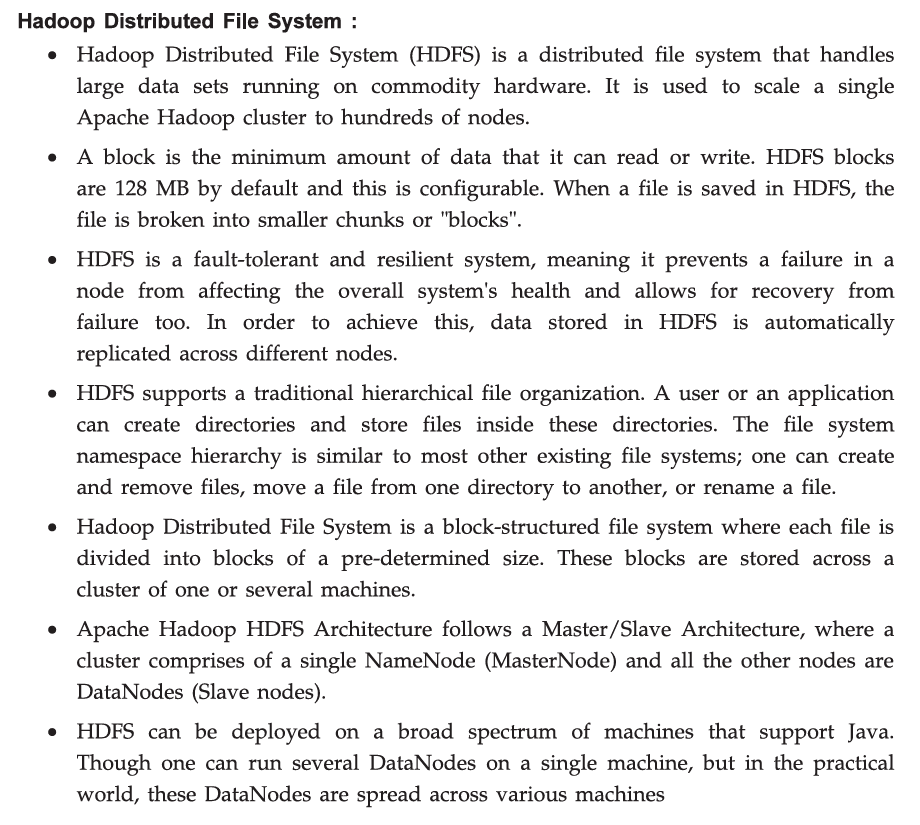 Hadoop Distributed File System :
• Hadoop Distributed File System (HDFS) is a distributed file system that handles
large data sets running on commodity hardware. It is used to scale a single
Apache Hadoop cluster to hundreds of nodes.
• A block is the minimum amount of data that it can read or write. HDFS blocks
are 128 MB by default and this is configurable. When a file is saved in HDFS, the
file is broken into smaller chunks or "blocks".
• HDFS is a fault-tolerant and resilient system, meaning it prevents a failure in a
node from affecting the overall system's health and allows for recovery from
failure too. In order to achieve this, data stored in HDFS is automatically
replicated across different nodes.
• HDFS supports a traditional hierarchical file organization. A user or an application
can create directories and store files inside these directories. The file system
namespace hierarchy is similar to most other existing file systems; one can create
and remove files, move a file from one directory to another, or rename a file.
• Hadoop Distributed File System is a block-structured file system where each file is
divided into blocks of a pre-determined size. These blocks are stored across a
cluster of one or several machines.
• Apache Hadoop HDFS Architecture follows a Master/Slave Architecture, where a
cluster comprises of a single NameNode (MasterNode) and all the other nodes are
DataNodes (Slave nodes).
• HDFS can be deployed on a broad spectrum of machines that support Java.
Though one can run several DataNodes on a single machine, but in the practical
world, these DataNodes are spread across various machines